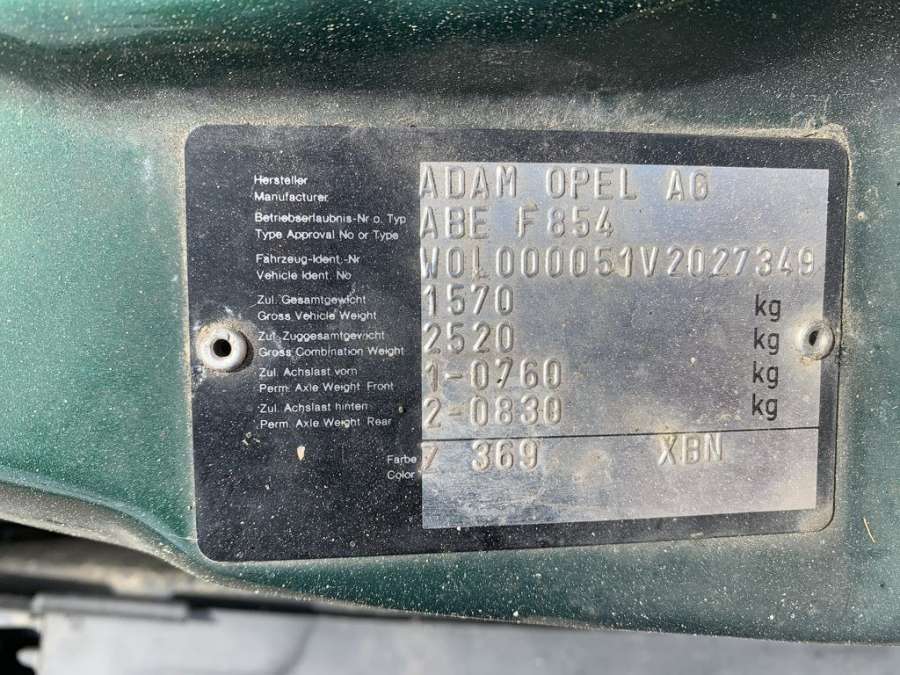 Hersteller
Manufacturer
ADAM OPEL AG
Betriebserlaubnis-Nr o. Typ
Type Approval No or Type
ABE F854
Fahrzeug-Ident.-Nr
Vehicle Ident. No
W0L000051V2027349
Zul. Gesamtgewicht
Gross Vehicle Weight
1570 kg
Zul. Zuggesamtgewicht
Gross Combination Weight
2520 kg
Zul. Achslast vorn
Perm. Axle Weight Front
1-0760 kg
Zul. Achslast hinten
Perm. Axle Weight Rear
2-0830 kg
Farbe
Color
Z 369 XBN